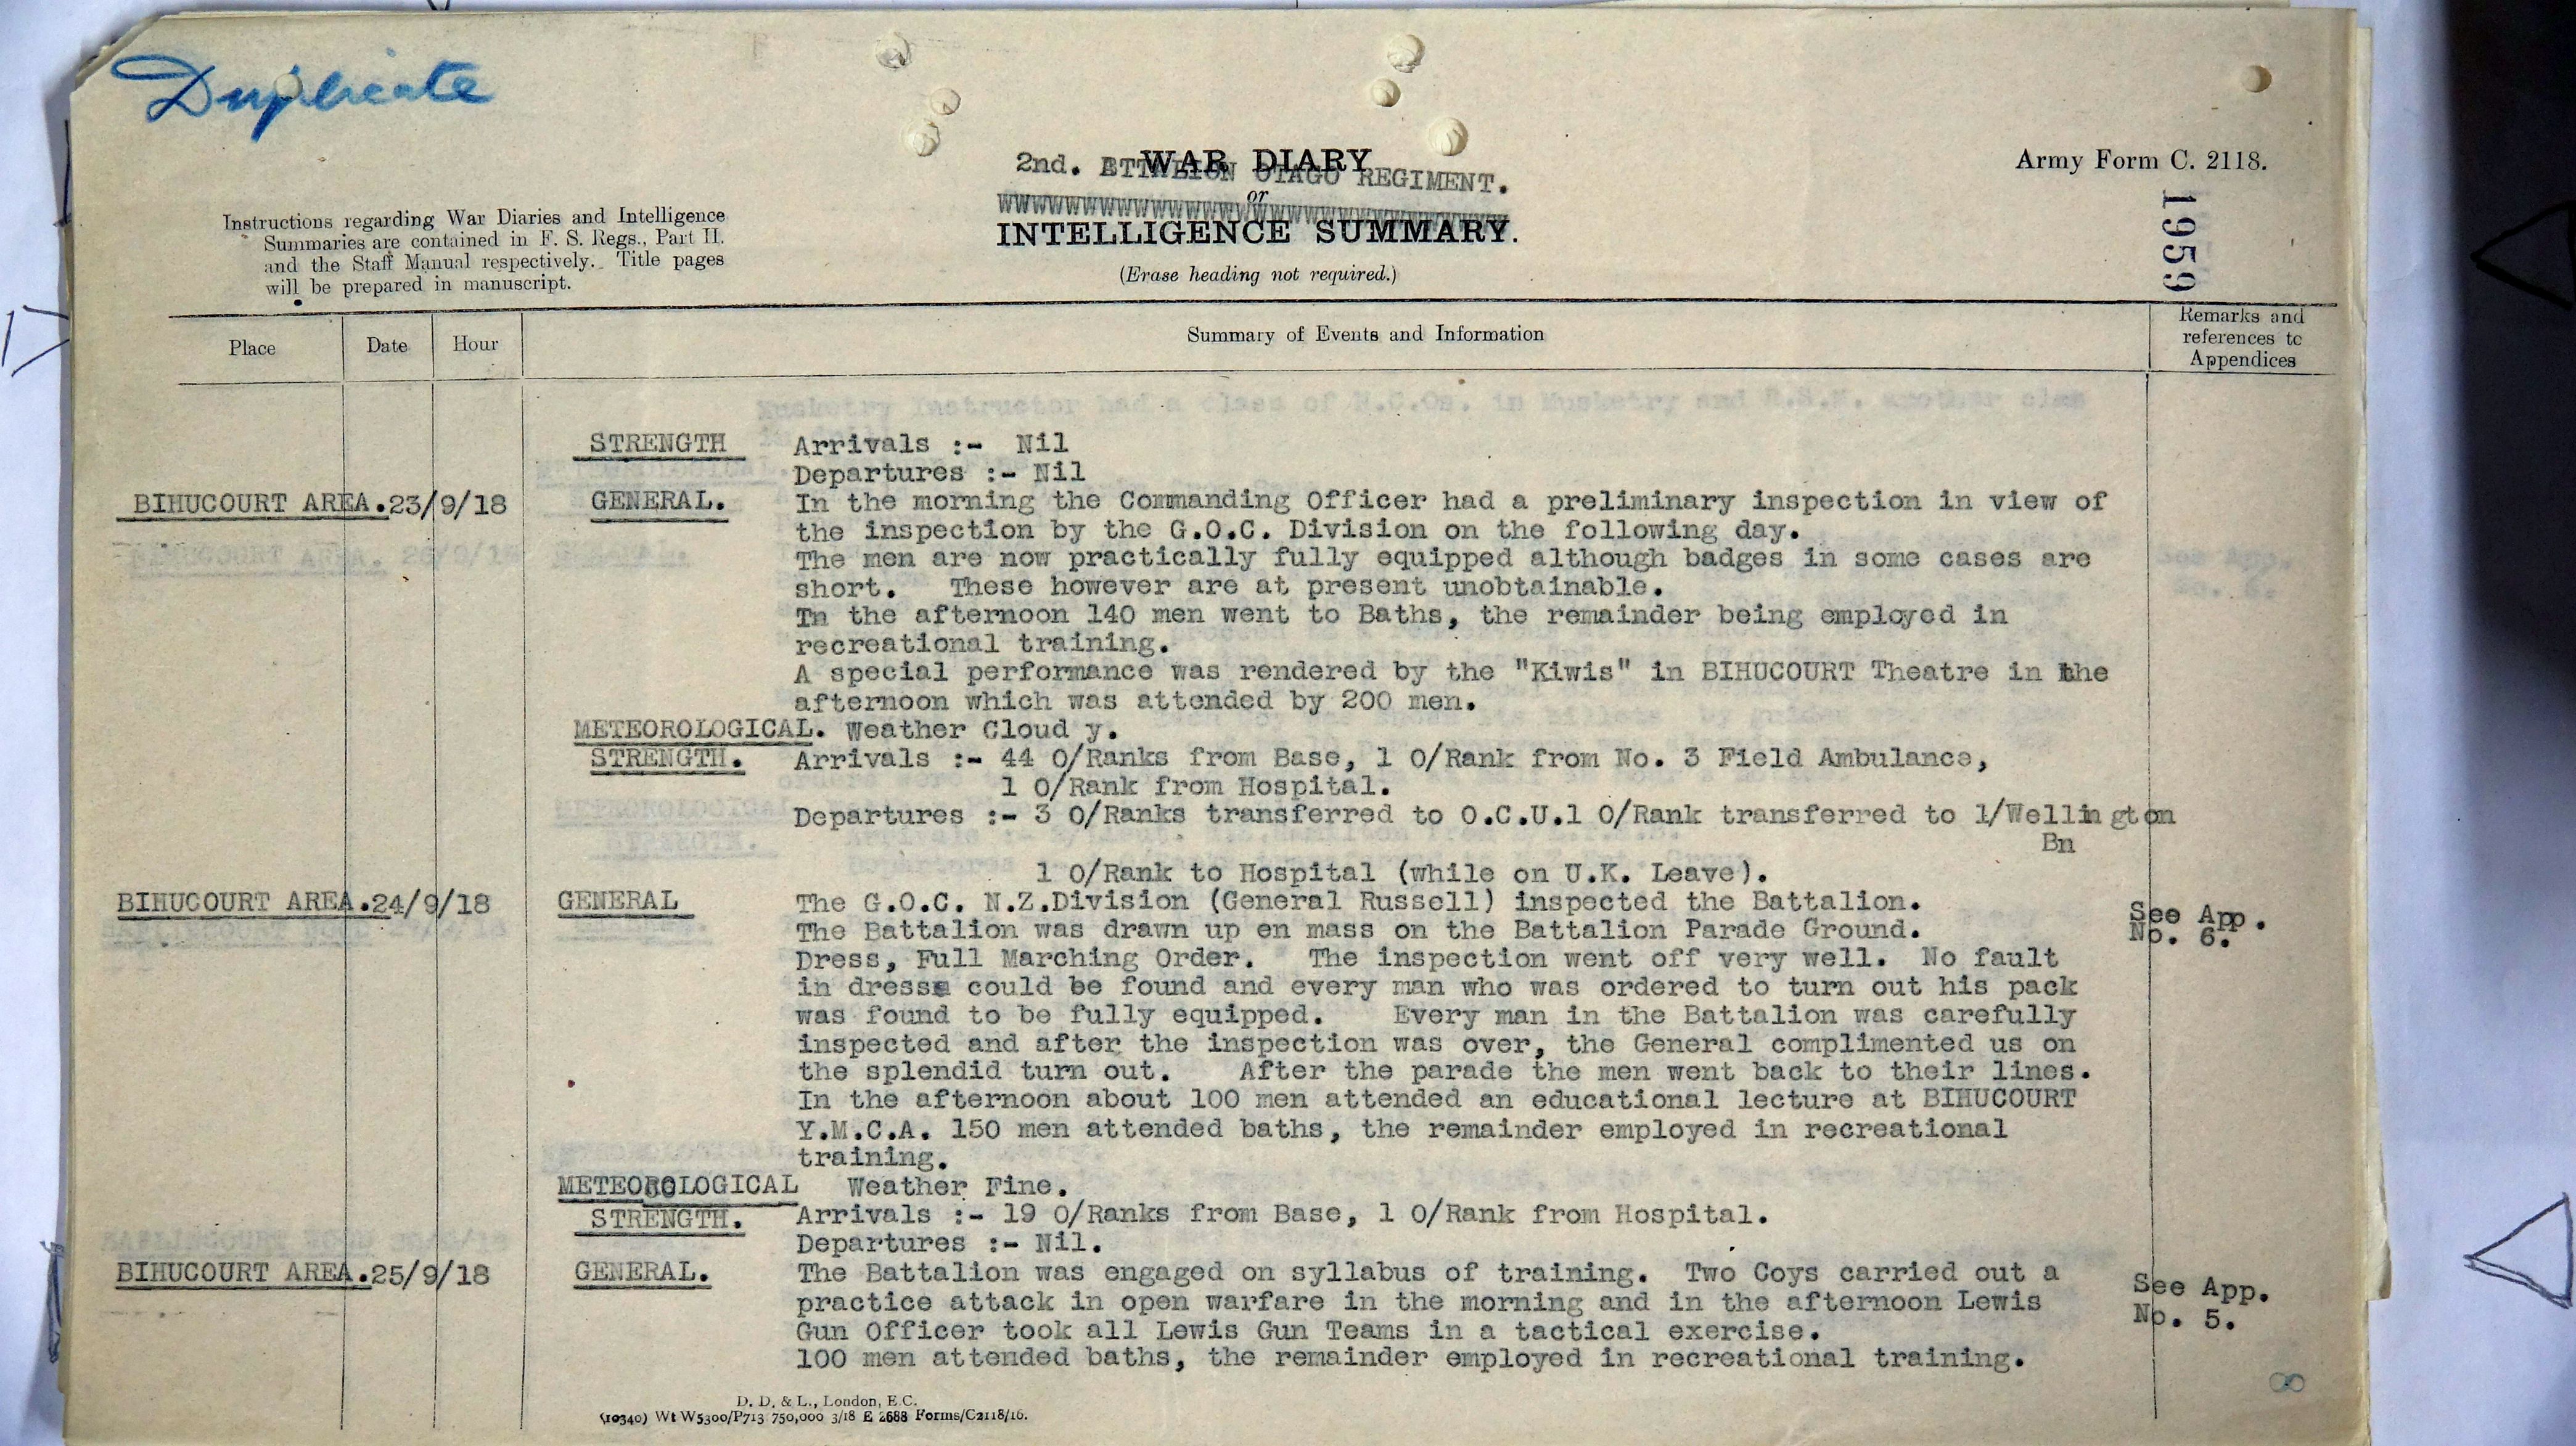 Duplicate
Army Form C. 2118.
WAR DIARY
2nd. BTTALION OTAGO REGIMENT.
or
INTELLIGENCE SUMMARY.
(Erase heading not required.)
1959
Instructions regarding War Diaries and Intelligence
Summaries are contained in F. S. Regs., Part II.
and the Staff Manual respectively. Title pages
will be prepared in manuscript.
Place Date Hour Summary of Events and Information Remarks and
references to
Appendices
STRENGTH Arrivals :- Nil
Departures :- Nil
BIHUCOURT AREA. 23/9/18 GENERAL. In the morning the Commanding Officer had a preliminary inspection in view of
the inspection by the G.O.C. Division on the following day.
The men are now practically fully equipped although badges in some cases are
short. These however are at present unobtainable.
In the afternoon 140 men went to Baths, the remainder being employed in
recreational training.
A special performance was rendered by the "Kiwis" in BIHUCOURT Theatre in the
afternoon which was attended by 200 men.
METEOROLOGICAL. Weather Cloud y.
STRENGTH. Arrivals :- 44 O/Ranks from Base, 1 O/Rank from No. 3 Field Ambulance,
1 O/Rank from Hospital.
Departures :- 3 O/Ranks transferred to O.C.U.1 O/Rank transferred to 1/Wellin gton
Bn
1 O/Rank to Hospital (while on U.K. Leave).
BIHUCOURT AREA. 24/9/18 GENERAL The G.O.C. N.Z.Division (General Russell) inspected the Battalion. See App.
The Battalion was drawn up en mass on the Battalion Parade Ground. No. 6.
Dress, Full Marching Order. The inspection went off very well. No fault
in dress could be found and every man who was ordered to turn out his pack
was found to be fully equipped. Every man in the Battalion was carefully
inspected and after the inspection was over, the General complimented us on
the splendid turn out. After the parade the men went back to their lines.
In the afternoon about 100 men attended an educational lecture at BIHUCOURT
Y.M.C.A. 150 men attended baths, the remainder employed in recreational
training.
METEOROLOGICAL Weather Fine.
STRENGTH. Arrivals :- 19 O/Ranks from Base, 1 O/Rank from Hospital.
Departures :- Nil.
BIHUCOURT AREA. 25/9/18 GENERAL. The Battalion was engaged on syllabus of training. Two Coys carried out a See App.
practice attack in open warfare in the morning and in the afternoon Lewis No. 5.
Gun Officer took all Lewis Gun Teams in a tactical exercise.
100 men attended baths, the remainder employed in recreational training.
8
D. D. & L., London, E.C.
(10340) Wt W5300/P713 750,000 3/18 E 2688 Forms/C2118/16.